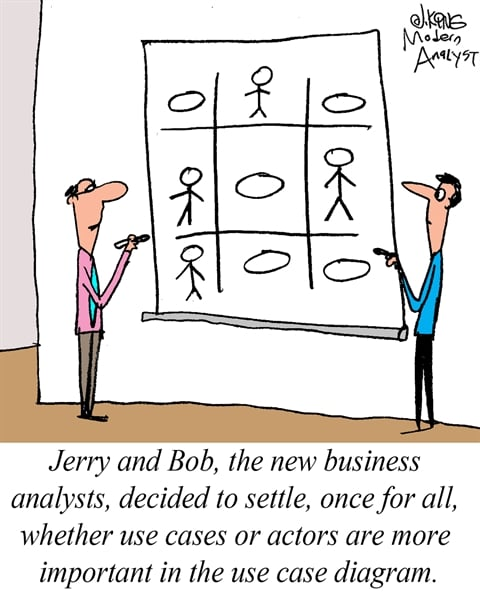 @J.KONG
Modern
Analyst
Jerry and Bob, the new business
analysts, decided to settle, once for all,
whether use cases or actors are more
important in the use case diagram.